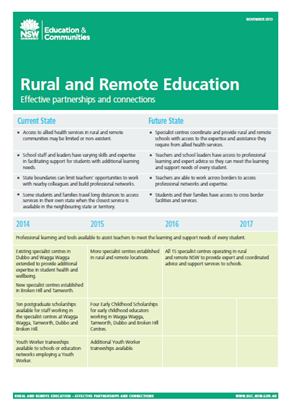 NOVEMBER 2013
NSW
GOVERNMENT
Education &
Communities
Rural and Remote Education
Effective partnerships and connections
Current State
Future State
Access to allied health services in rural and remote
communities may be limited or non-existent.
Specialist centres coordinate and provide rural and remote
schools with access to the expertise and assistance they
require from allied health services.
School staff and leaders have varying skills and expertise
in facilitating support for students with additional learning
needs.
Teachers and school leaders have access to professional
learning and expert advice so they can meet the learning
and support needs of every student.
State boundaries can limit teachers' opportunities to work
with nearby colleagues and build professional networks.
Teachers are able to work across borders to access
professional networks and expertise.
Some students and families travel long distances to access
services in their own state when the closest service is
available in the neighbouring state or territory.
Students and their families have access to cross border
facilities and services.
2014 2015 2016 2017
Professional learning and tools available to assist teachers to meet the learning and support needs of every student.
Existing specialist centres in
Dubbo and Wagga Wagga
extended to provide additional
expertise in student health and
wellbeing.
New specialist centres established
in Broken Hill and Tamworth.
More specialist centres established
in rural and remote locations.
All 15 specialist centres operating in rural
and remote NSW to provide expert and coordinated
advice and support services to schools.
Ten postgraduate scholarships
available for staff working in
the specialist centres at Wagga
Wagga, Tamworth, Dubbo and
Broken Hill.
Four Early Childhood Scholarships
for early childhood educators
working in Wagga Wagga,
Tamworth, Dubbo and Broken Hill
Centres.
Youth Worker traineeships
available to schools or education
networks employing a Youth
Worker.
Additional Youth Worker
traineeships available.
RURAL AND REMOTE EDUCATION - EFFECTIVE PARTNERSHIPS AND CONNECTIONS
WWW.DEC.NSW.GOV.AU